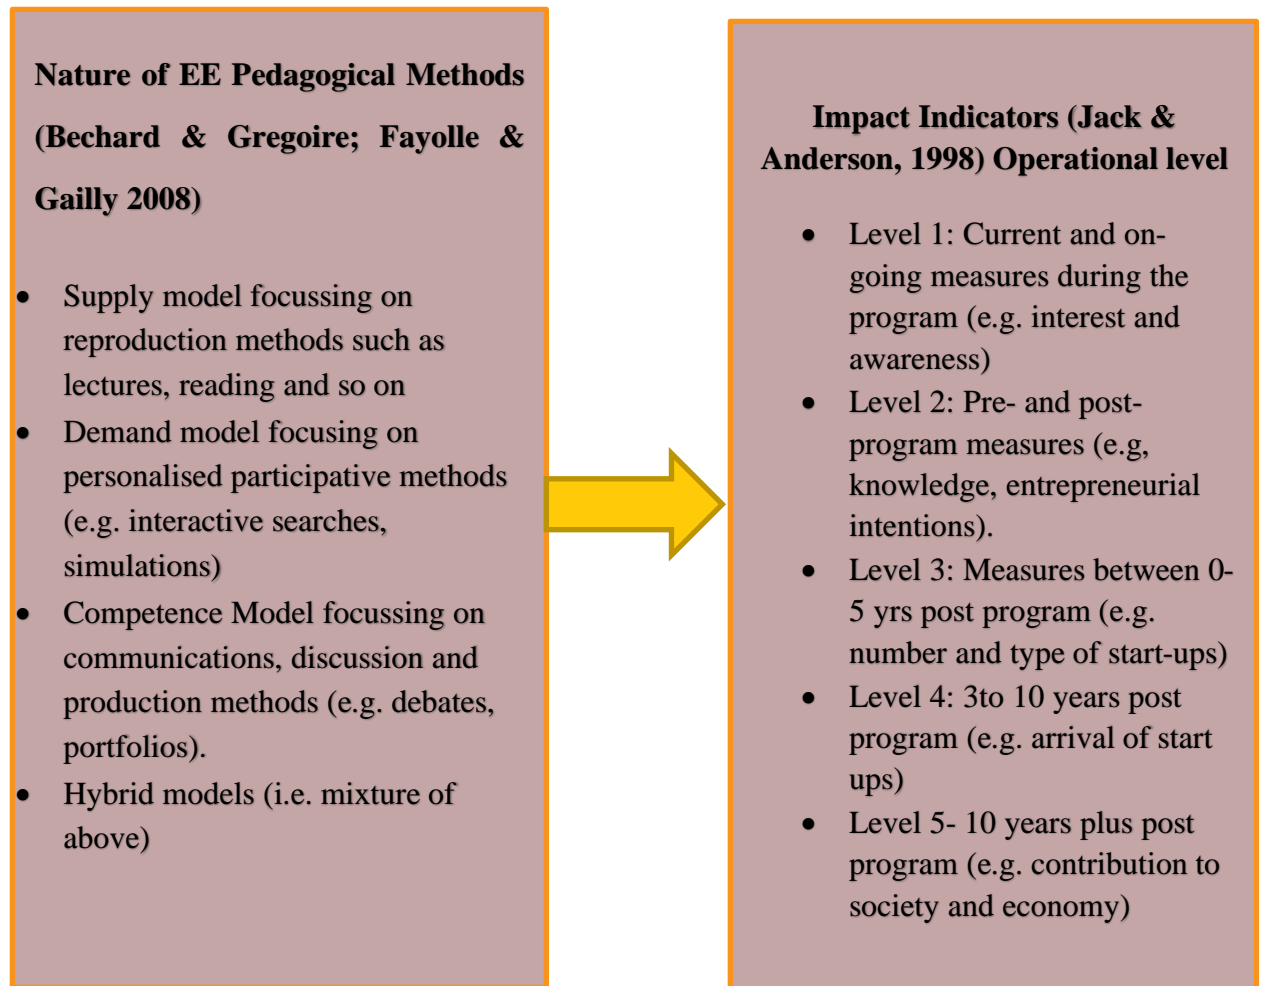 Nature of EE Pedagogical Methods
(Bechard & Gregoire; Fayolle &
Gailly 2008)
• Supply model focussing on
reproduction methods such as
lectures, reading and so on
• Demand model focusing on
personalised participative methods
(e.g. interactive searches,
simulations)
• Competence Model focussing on
communications, discussion and
production methods (e.g. debates,
portfolios).
• Hybrid models (i.e. mixture of
above)
Impact Indicators (Jack &
Anderson, 1998) Operational level
• Level 1: Current and on-
going measures during the
program (e.g. interest and
awareness)
• Level 2: Pre- and post-
program measures (e.g,
knowledge, entrepreneurial
intentions).
• Level 3: Measures between 0-
5 yrs post program (e.g.
number and type of start-ups)
• Level 4: 3to 10 years post
program (e.g. arrival of start
ups)
• Level 5- 10 years plus post
program (e.g. contribution to
society and economy)